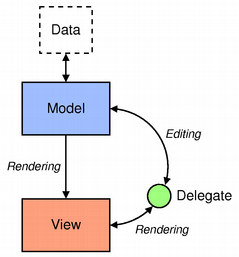 Data
Model
Editing
Rendering
Delegate
View
Rendering